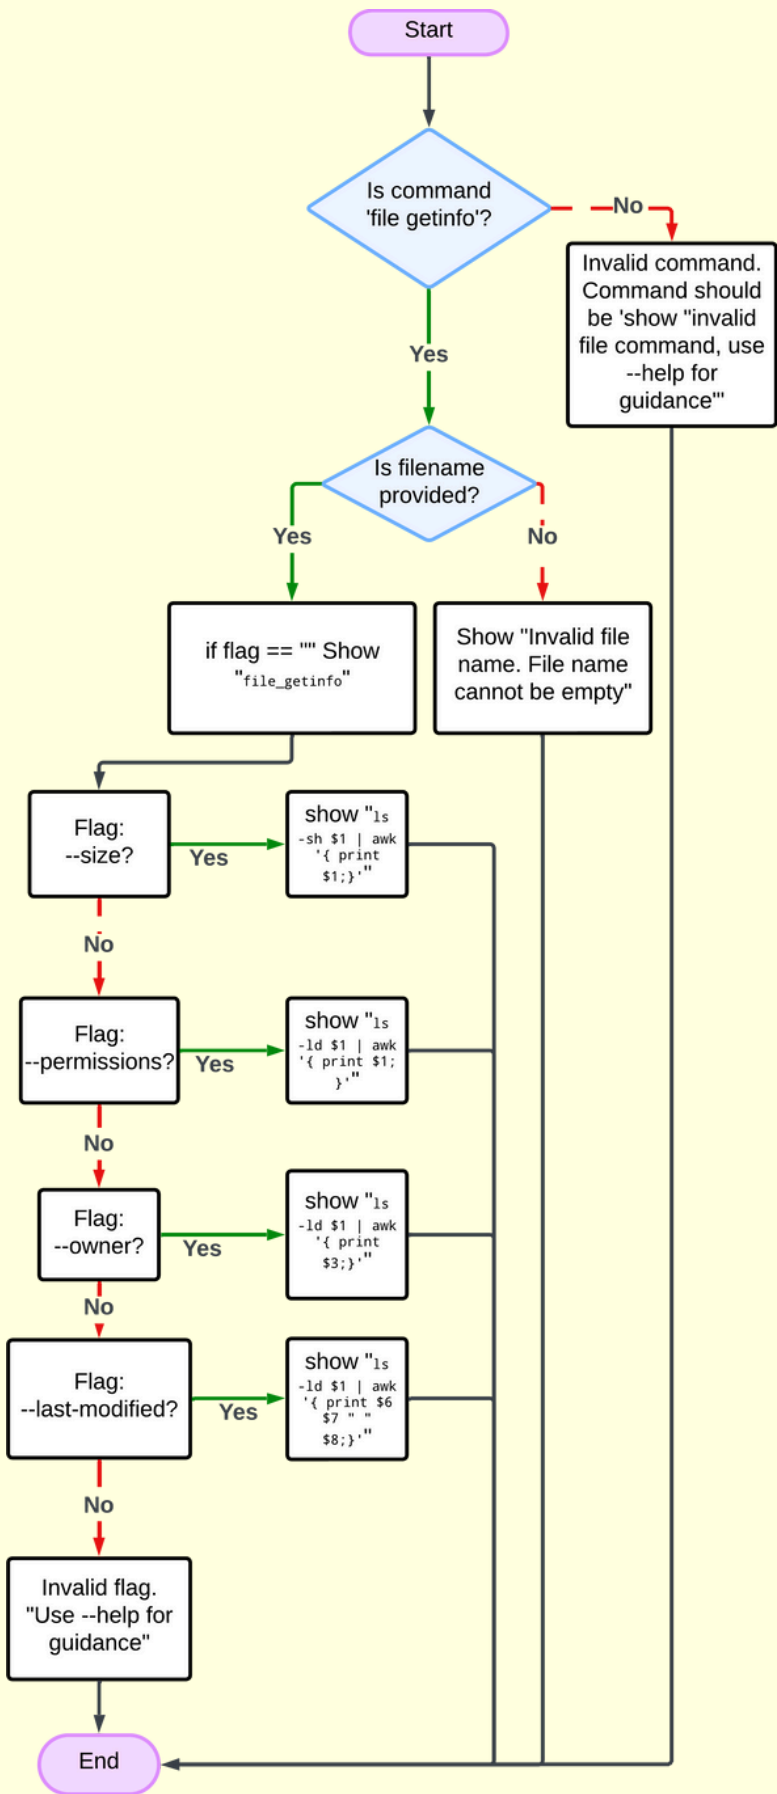 Start
Is command
'file getinfo'?
No
Invalid command.
Command should
be 'show "invalid
file command, use
--help for
guidance"'
Yes
Is filename
provided?
Yes
No
if flag == "" Show
"file_getinfo"
Show "Invalid file
name. File name
cannot be empty"
Flag:
--size?
Yes
show "ls
-sh $1 | awk
'{ print
$1;}'"
No
Flag:
--permissions?
Yes
show "ls
-ld $1 | awk
'{ print $1;
}'"
No
Flag:
--owner?
Yes
show "ls
-ld $1 | awk
'{ print
$3;}'"
No
Flag:
--last-modified?
Yes
show "ls
-ld $1 | awk
'{ print $6
$7 " "
$8;}'"
No
Invalid flag.
"Use --help for
guidance"
End